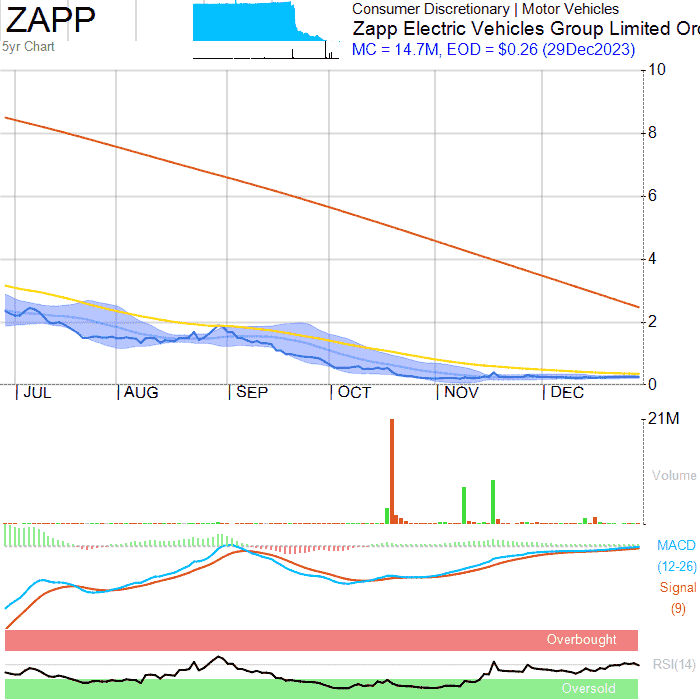 ZAPP
5yr Chart
Consumer Discretionary | Motor Vehicles
Zapp Electric Vehicles Group Limited Or
MC = 14.7M, EOD = $0.26 (29Dec2023)
10
8
6
4
2
0
JUL AUG SEP OCT NOV DEC
21M
Volume
MACD
(12-26)
Signal
(9)
Overbought
RSI(14)
Oversold